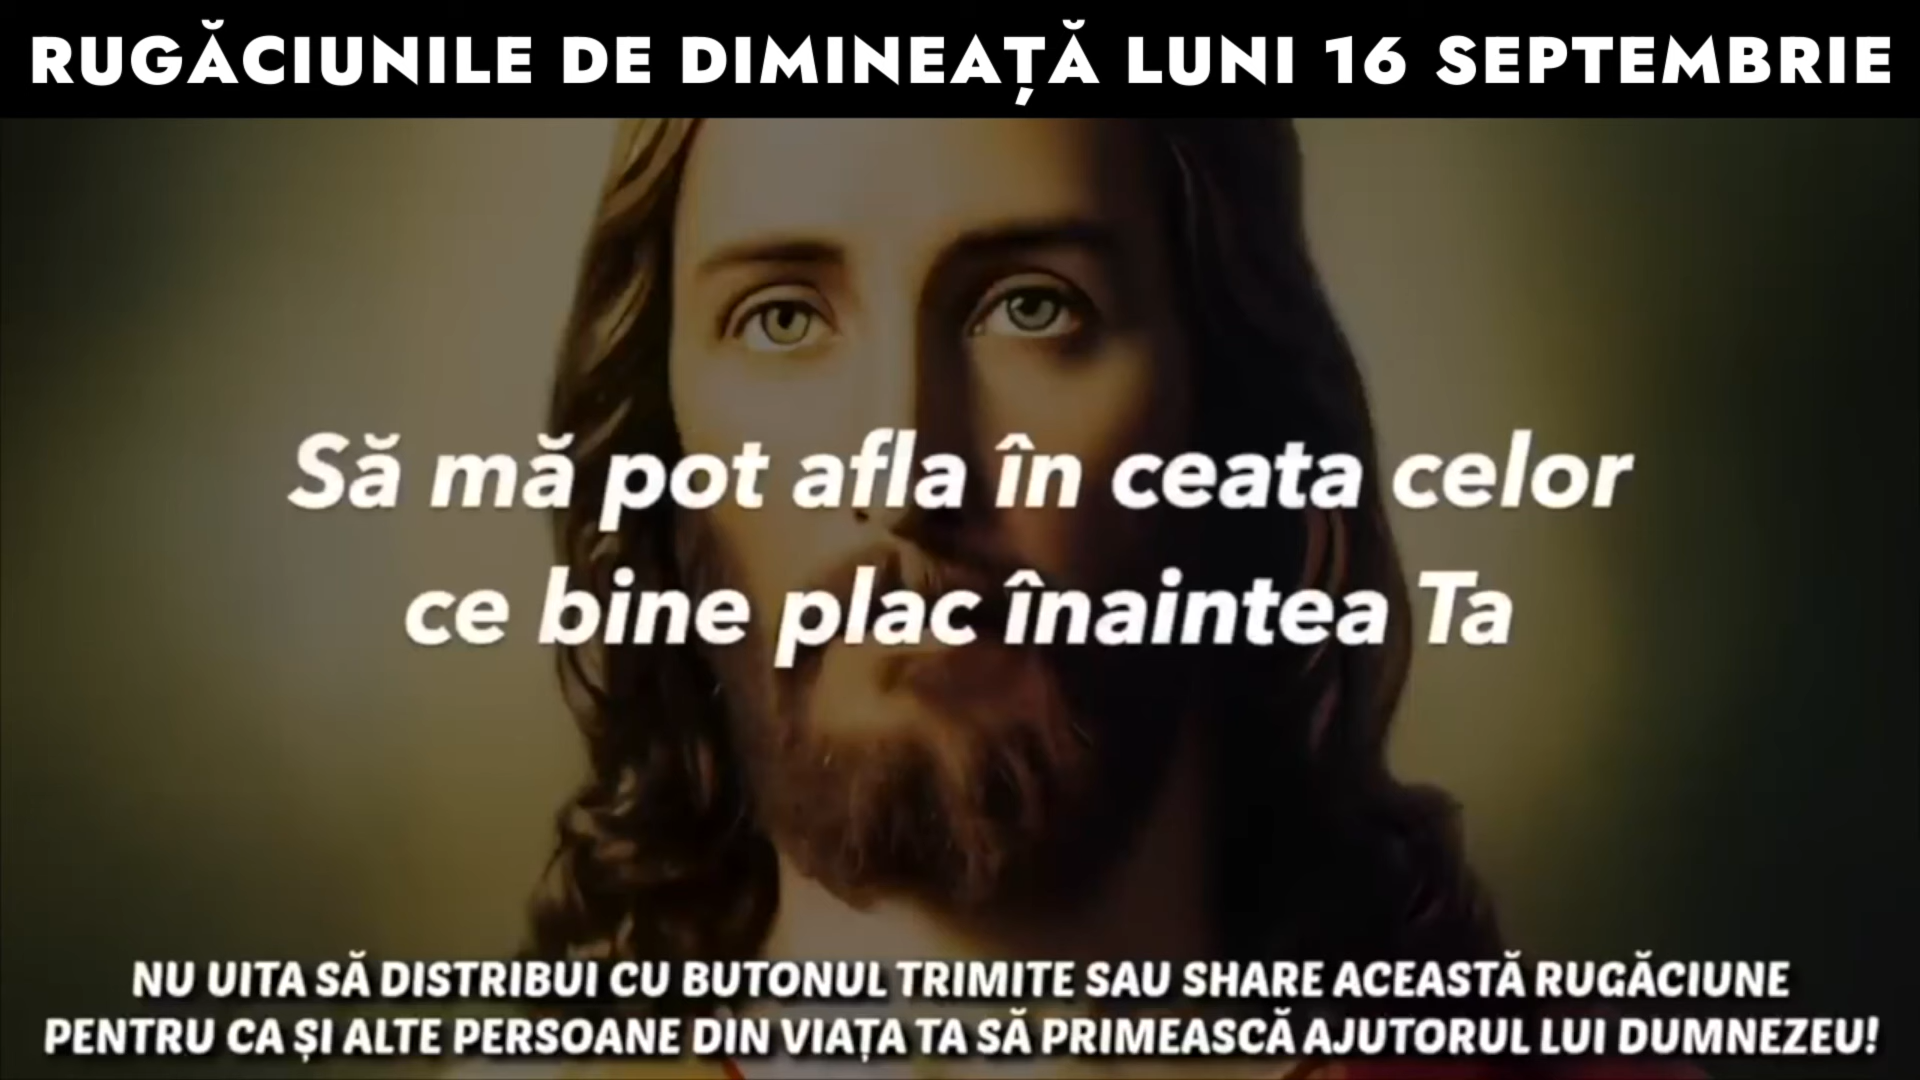 RUGĂCIUNILE DE DIMINEAȚĂ LUNI 16 SEPTEMBRIE
Să mă pot afla în ceata celor
ce bine plac înaintea Ta
NU UITA SĂ DISTRIBUI CU BUTONUL TRIMITE SAU SHARE ACEASTĂ RUGĂCIUNE
PENTRU CA ȘI ALTE PERSOANE DIN VIAȚA TA SĂ PRIMEASCĂ AJUTORUL LUI DUMNEZEU!